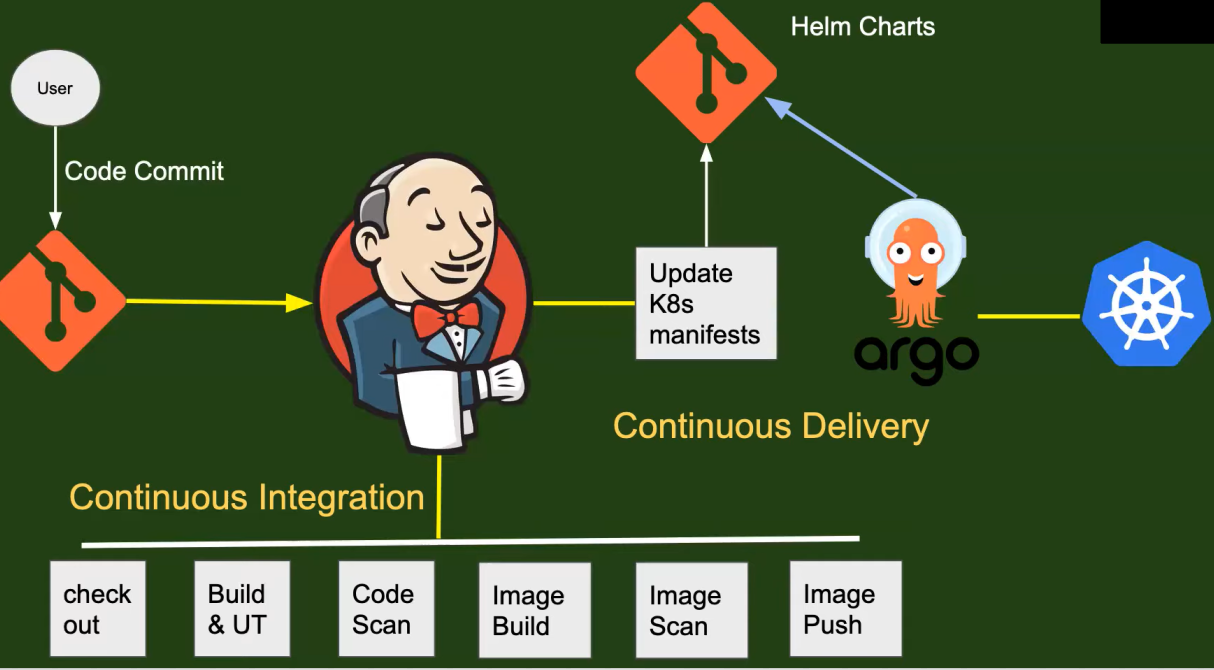 Helm Charts
User
Code Commit
Update
K8s
manifests
argo
Continuous Delivery
Continuous Integration
check
out
Build
& UT
Code
Scan
Image
Build
Image
Scan
Image
Push